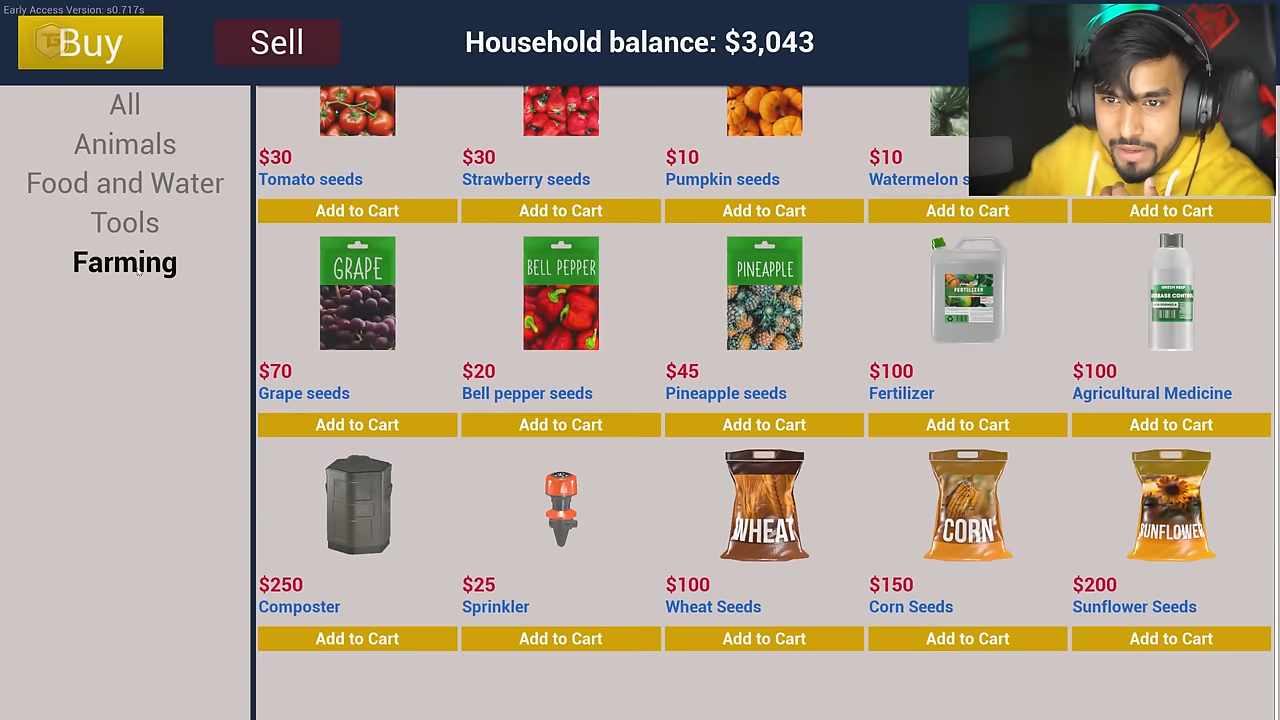 Early Access Version: s0.717s
Buy
Sell
Household balance: $3,043
All
Animals
Food and Water
Tools
Farming
$30
$30
$10
$10
Tomato seeds
Strawberry seeds
Pumpkin seeds
Watermelon
Add to Cart
Add to Cart
Add to Cart
Add to Cart
Add to Cart
GRAPE
BELL PEPPER
PINEAPPLE
FERTILIZER
GREEN HELP
DISEASE CONTROL
$70
$20
$45
$100
$100
Grape seeds
Bell pepper seeds
Pineapple seeds
Fertilizer
Agricultural Medicine
Add to Cart
Add to Cart
Add to Cart
Add to Cart
Add to Cart
WHEAT
CORN
SUNFLOWER
$250
$25
$100
$150
$200
Composter
Sprinkler
Wheat Seeds
Corn Seeds
Sunflower Seeds
Add to Cart
Add to Cart
Add to Cart
Add to Cart
Add to Cart